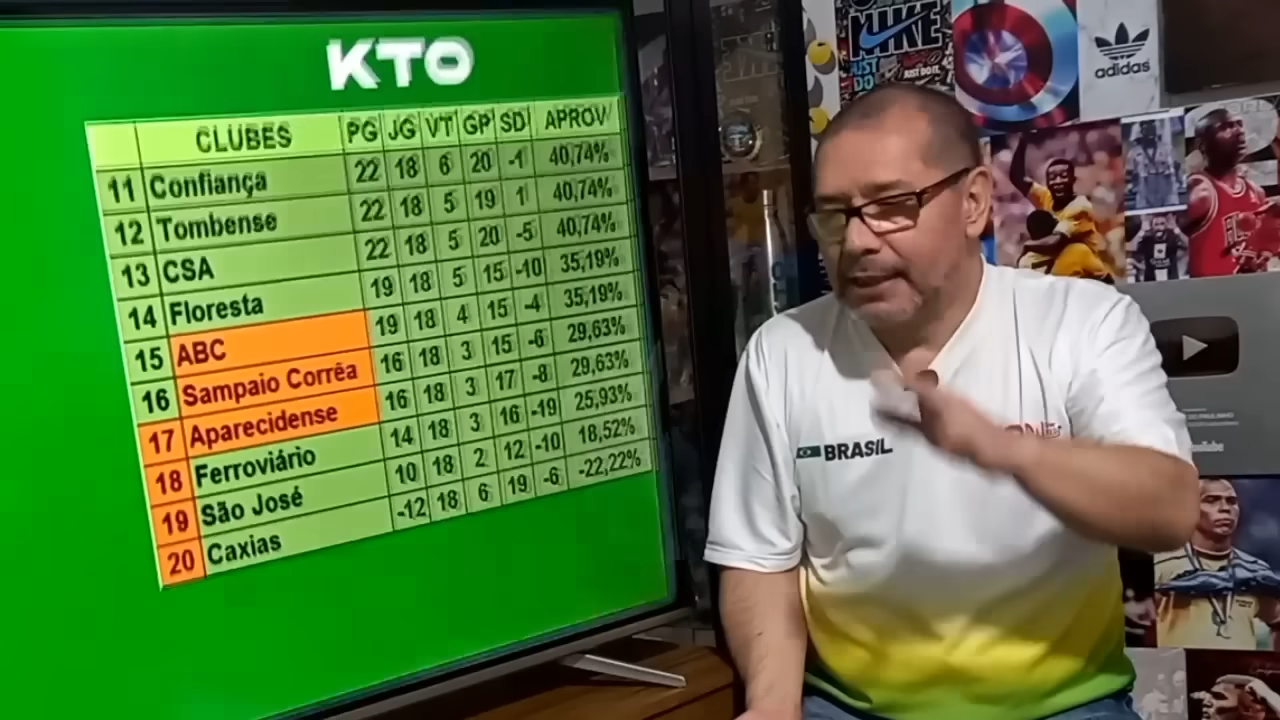 KTO
CLUBES PG JG VT GP SD APROV
11 Confiança 22 18 6 20 -1 40,74%
12 Tombense 22 18 5 19 1 40,74%
13 CSA 22 18 5 20 -5 40,74%
14 Floresta 19 18 5 15 -10 35,19%
15 ABC 19 18 4 15 -4 35,19%
16 Sampaio Corrêa 16 18 3 15 -6 29,63%
17 Aparecidense 16 18 3 17 -8 29,63%
18 Ferroviário 14 18 3 16 -19 25,93%
19 São José 10 18 2 12 -10 18,52%
20 Caxias -12 18 6 19 -6 -22,22%
NIKE
JUST DO
JUST DO IT.
adidas
BRASIL